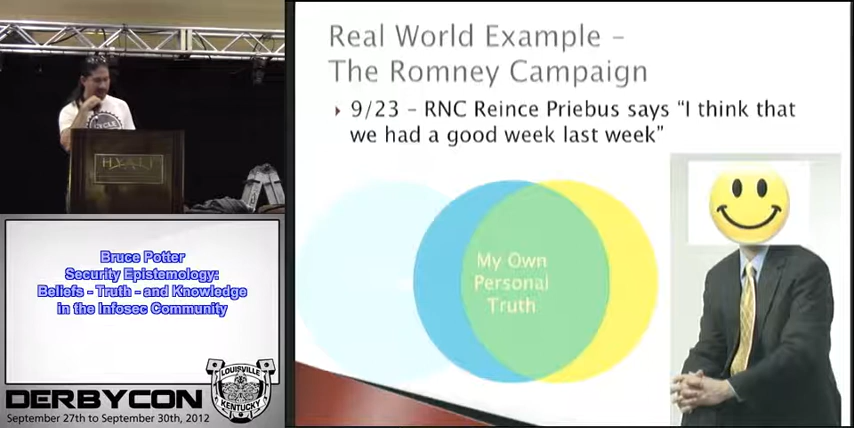 Real World Example –
The Romney Campaign
9/23 – RNC Reince Priebus says “I think that
we had a good week last week”
My Own
Personal
Truth
HYATT
Bruce Potter
Security Epistemology:
Beliefs - Truth - and Knowledge
in the Infosec Community
LOUISVILLE
KENTUCKY
DERBYCON
September 27th to September 30th, 2012